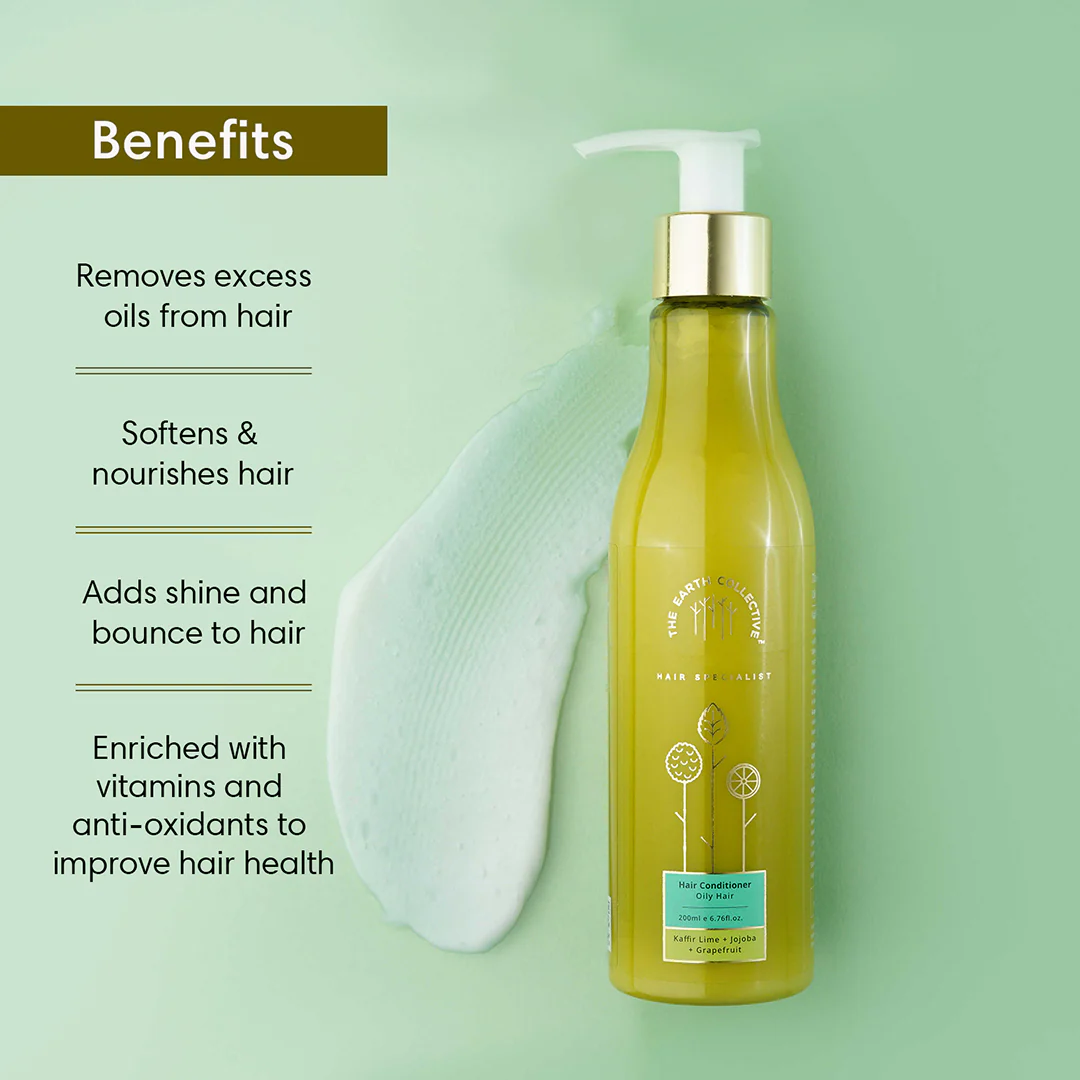 Benefits
Removes excess
oils from hair
Softens &
nourishes hair
Adds shine and
bounce to hair
Enriched with
vitamins and
anti-oxidants to
improve hair health
THE EARTH COLLECTIVE
HAIR SPECIALIST
Hair Conditioner
Oily Hair
200ml e 6.76fl.oz.
Kaffir Lime + Jojoba
+ Grapefruit